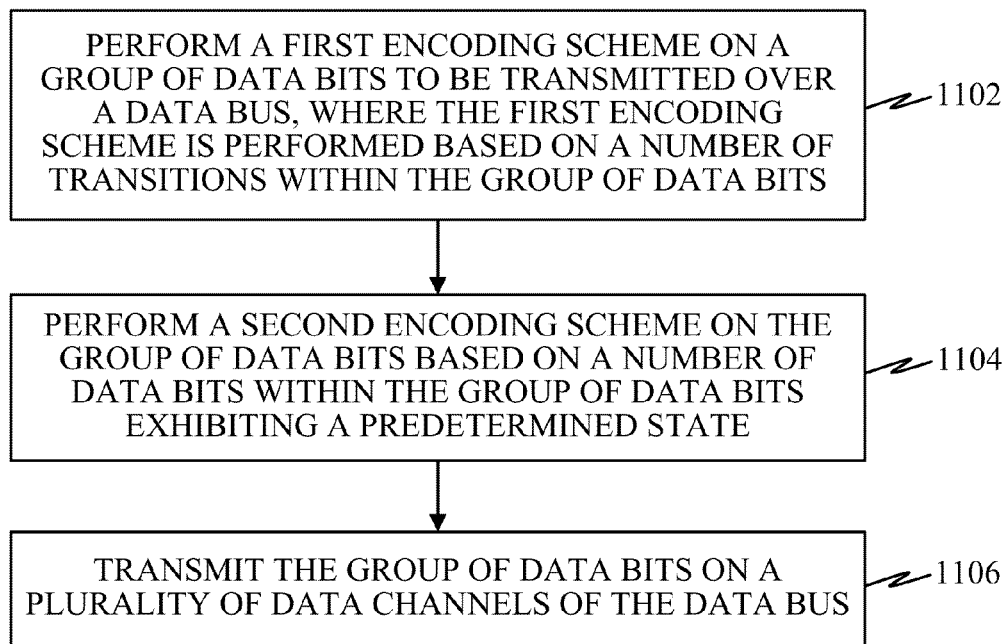 PERFORM A FIRST ENCODING SCHEME ON A
GROUP OF DATA BITS TO BE TRANSMITTED OVER
A DATA BUS, WHERE THE FIRST ENCODING
SCHEME IS PERFORMED BASED ON A NUMBER OF
TRANSITIONS WITHIN THE GROUP OF DATA BITS
1102
PERFORM A SECOND ENCODING SCHEME ON THE
GROUP OF DATA BITS BASED ON A NUMBER OF
DATA BITS WITHIN THE GROUP OF DATA BITS
EXHIBITING A PREDETERMINED STATE
1104
TRANSMIT THE GROUP OF DATA BITS ON A
PLURALITY OF DATA CHANNELS OF THE DATA BUS
1106